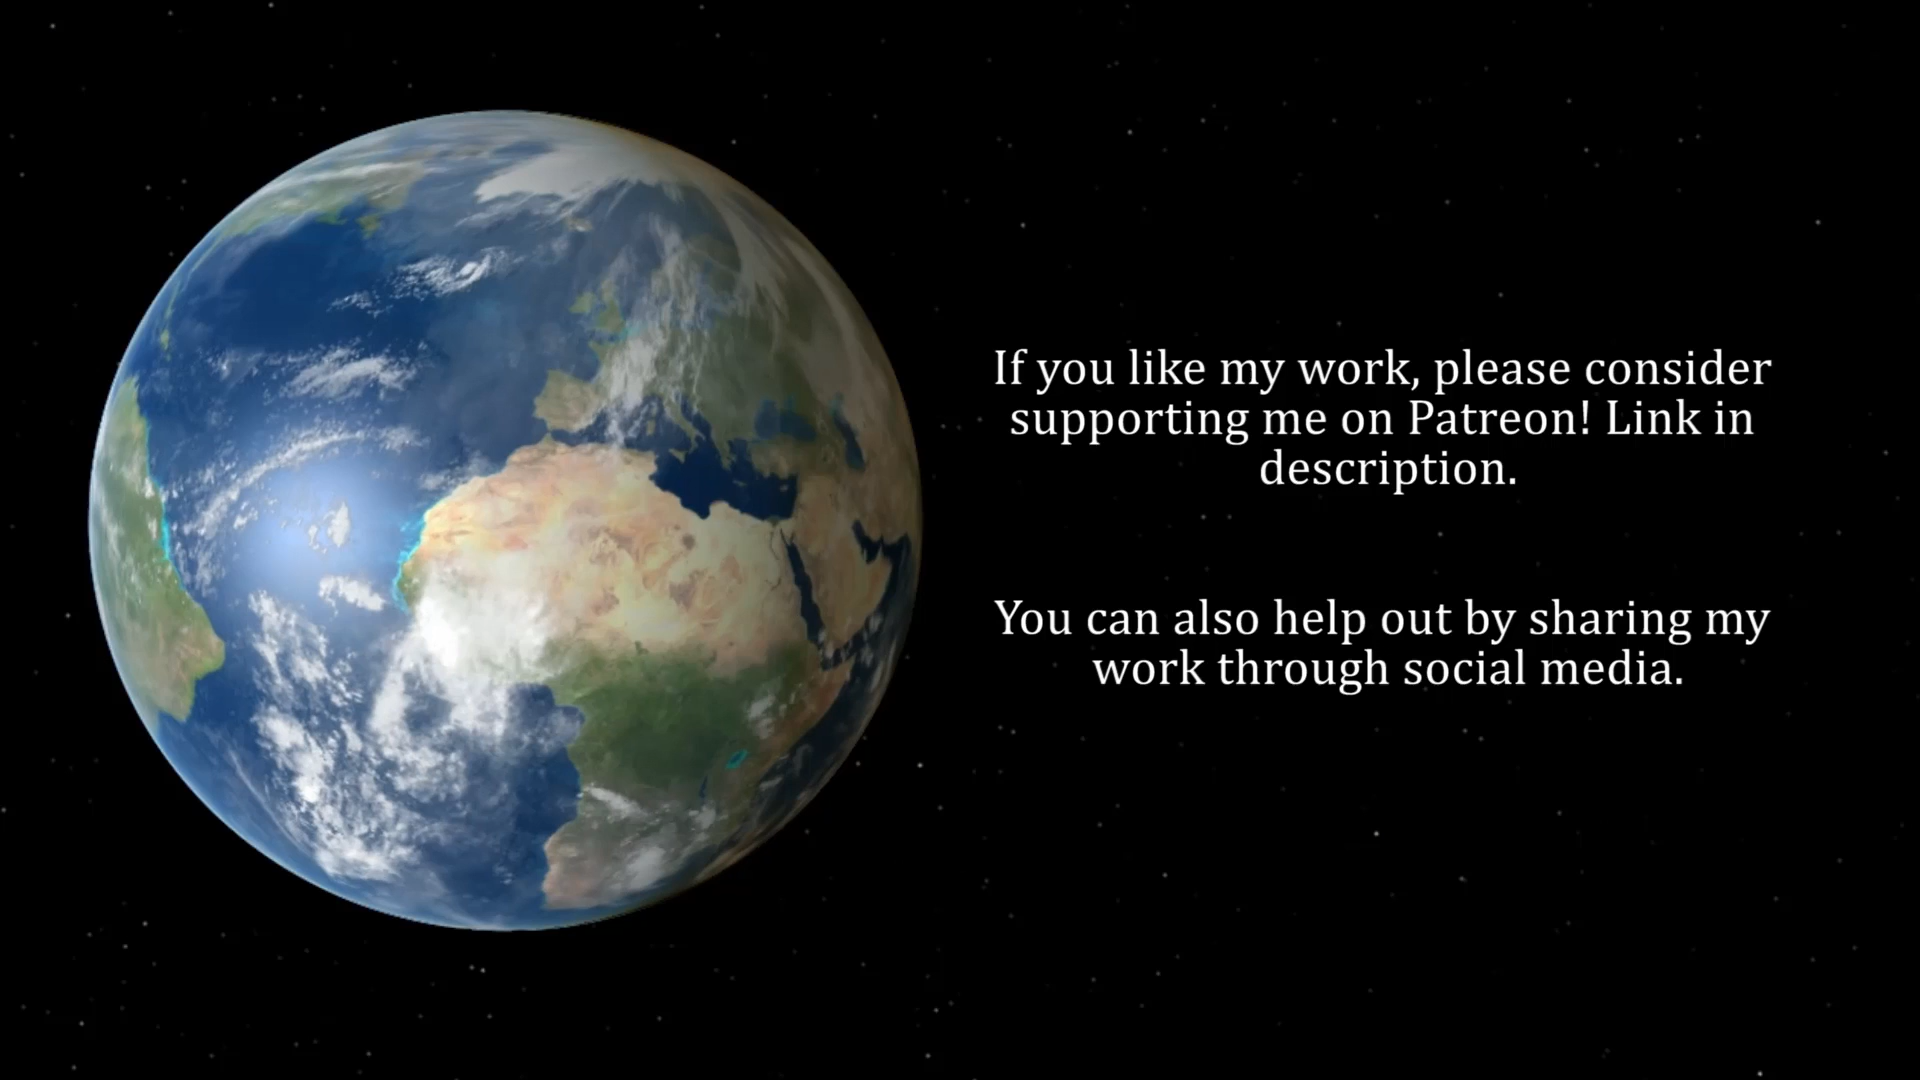 If you like my work, please consider
supporting me on Patreon! Link in
description.
You can also help out by sharing my
work through social media.